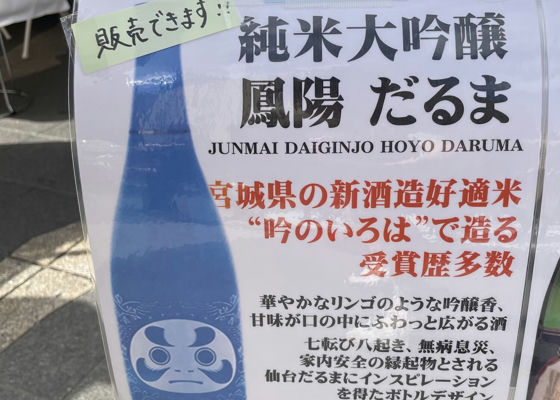 販売できます!!
純米大吟醸
鳳陽 だるま
JUNMAI DAIGINJO HOYO DARUMA
宮城県の新酒造好適米
“吟のいろは”で造る
受賞歴多数
華やかなリンゴのような吟醸香、
甘味が口の中にふわっと広がる酒
七転び八起き、無病息災、
家内安全の縁起物とされる
仙台だるまにインスピレーション
を得たボトルデザイン